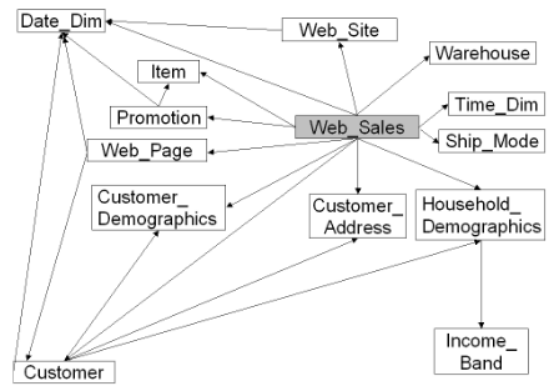 Date_Dim
Web_Site
Warehouse
Item
Time_Dim
Promotion
Web_Sales
Ship_Mode
Web_Page
Customer_
Demographics
Customer_
Address
Household_
Demographics
Income_
Band
Customer